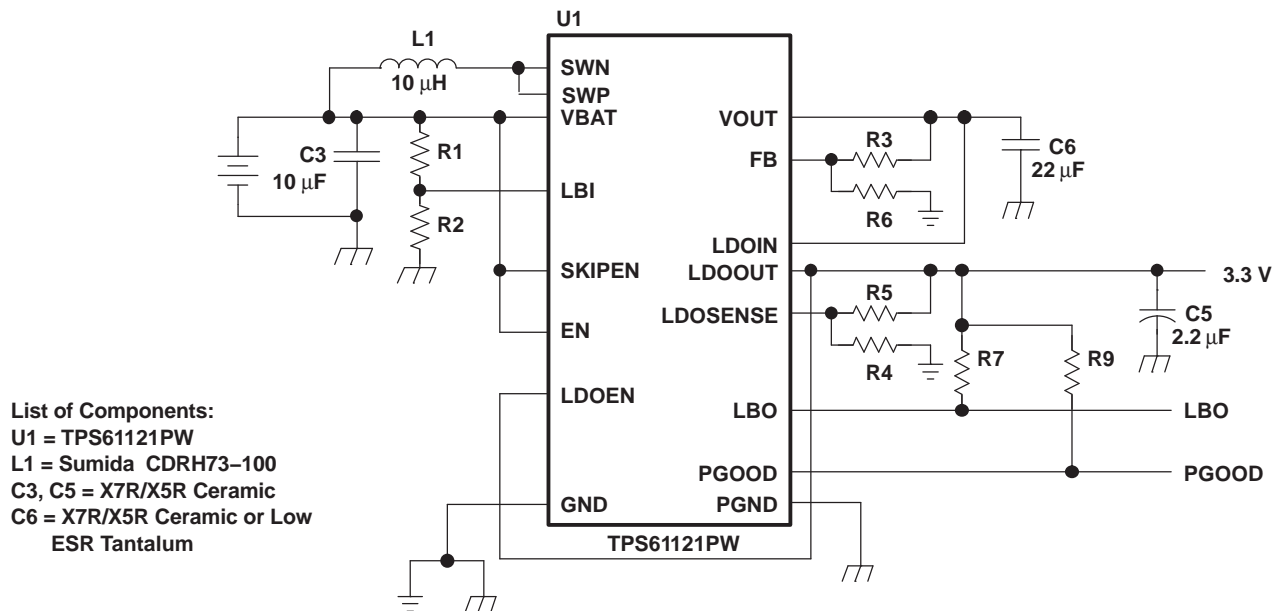 U1
L1
10 μH
SWN
SWP
VBAT
VOUT
R3
C6
22 μF
FB
R6
C3
10 μF
R1
LBI
R2
LDOIN
SKIPEN
LDOOUT
3.3 V
R5
LDOSENSE
C5
2.2 μF
EN
R4
R7
R9
LDOEN
LBO
LBO
PGOOD
PGOOD
GND
PGND
TPS61121PW
List of Components:
U1 = TPS61121PW
L1 = Sumida CDRH73–100
C3, C5 = X7R/X5R Ceramic
C6 = X7R/X5R Ceramic or Low
ESR Tantalum